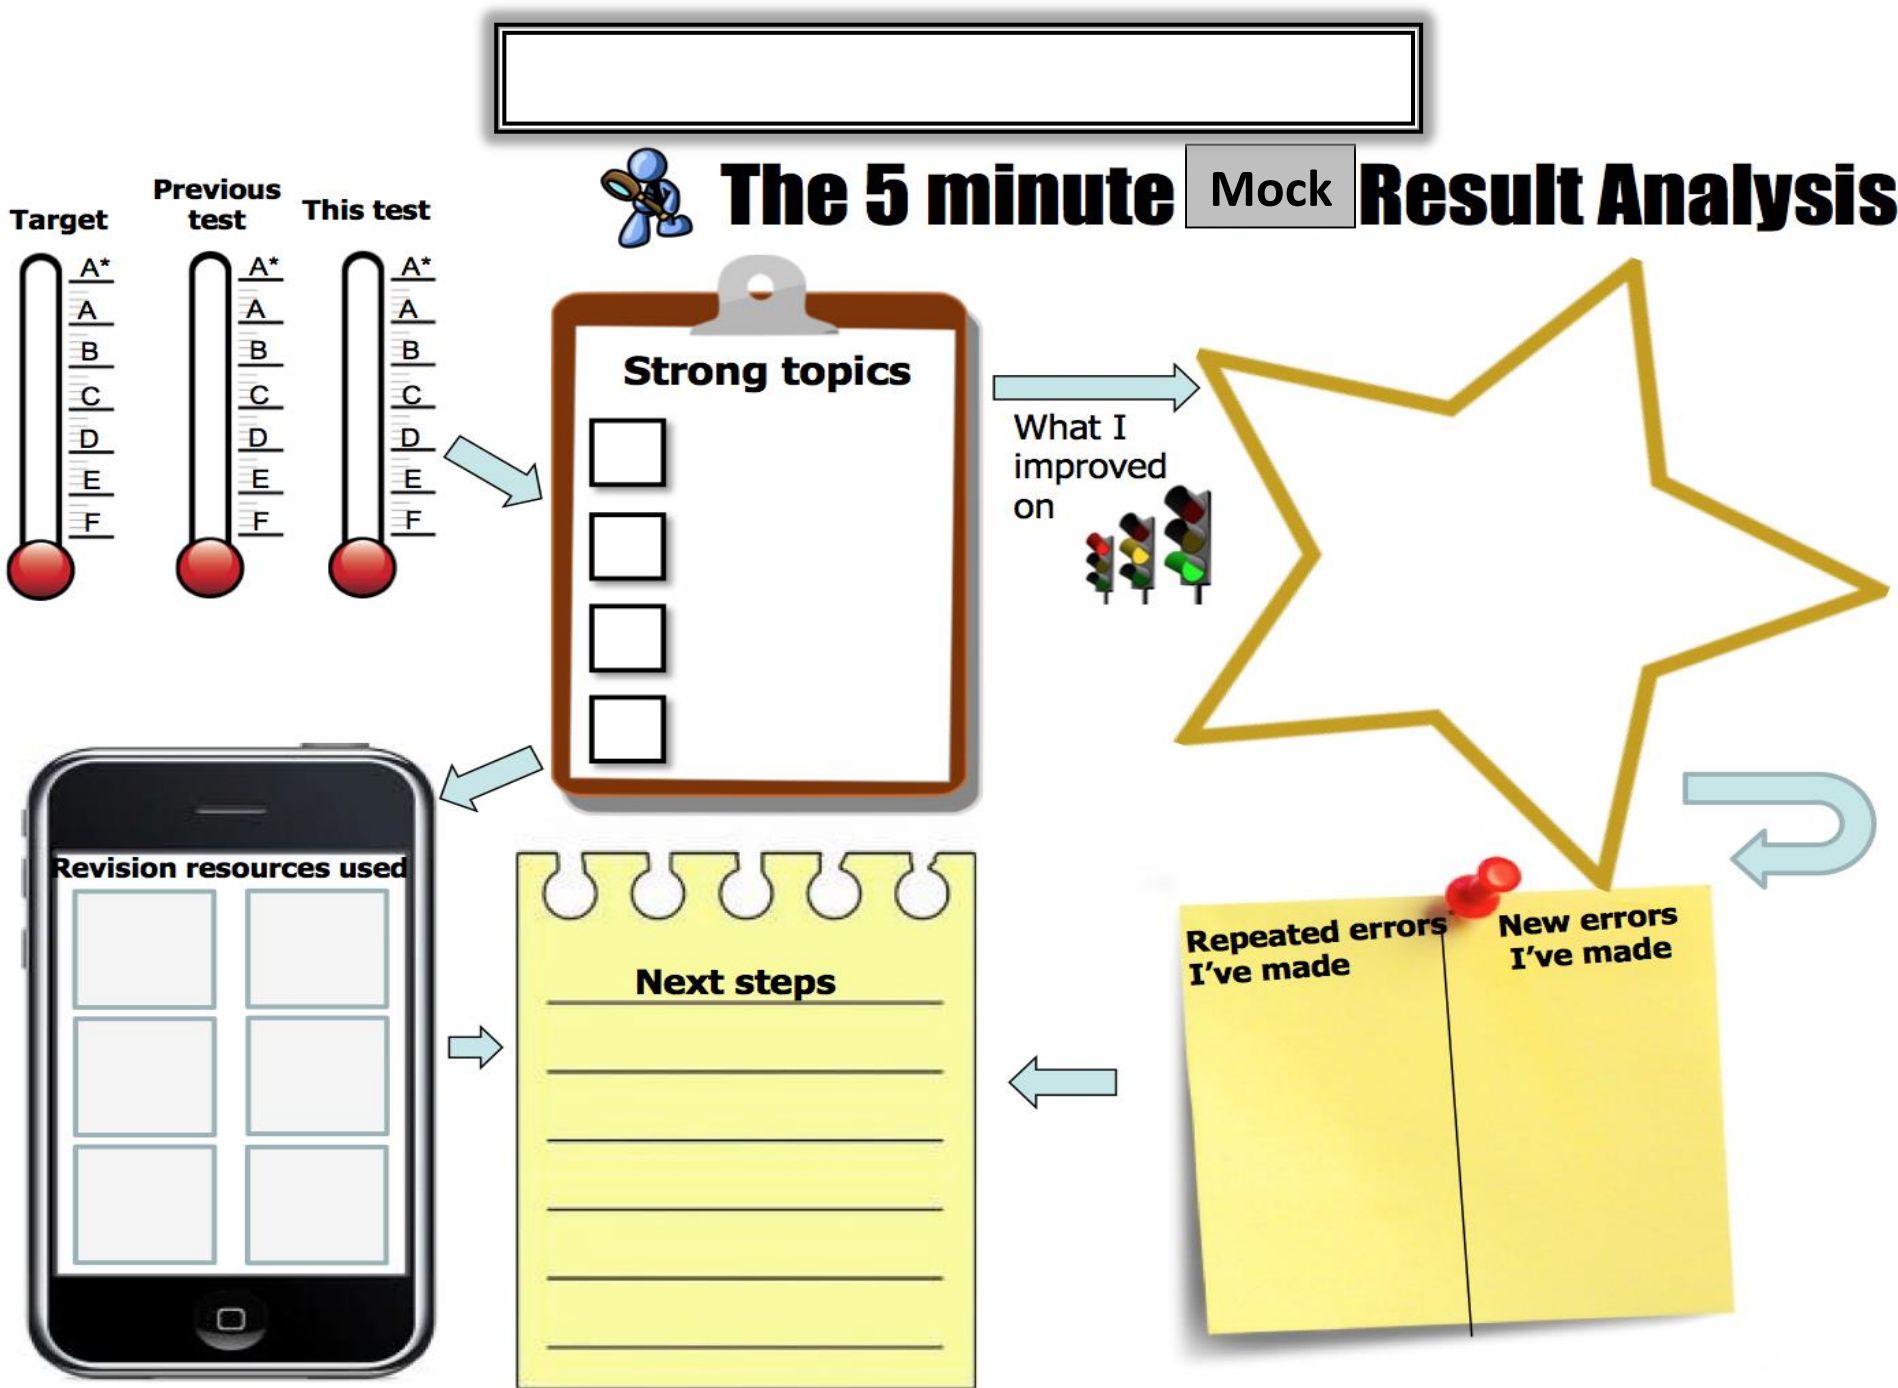 The 5 minute Mock Result Analysis
Target
Previous
test
This test
A*
A
B
C
D
E
F
A*
A
B
C
D
E
F
A*
A
B
C
D
E
F
Strong topics
What I
improved
on
Revision resources used
Next steps
Repeated errors
I've made
New errors
I've made